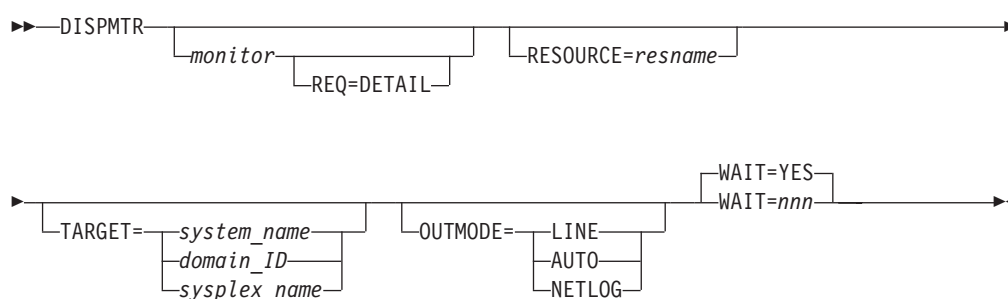 DISPMTR
monitor
REQ=DETAIL
RESOURCE=resname
TARGET=
system_name
domain_ID
sysplex_name
OUTMODE=
LINE
AUTO
NETLOG
WAIT=YES
WAIT=nnn